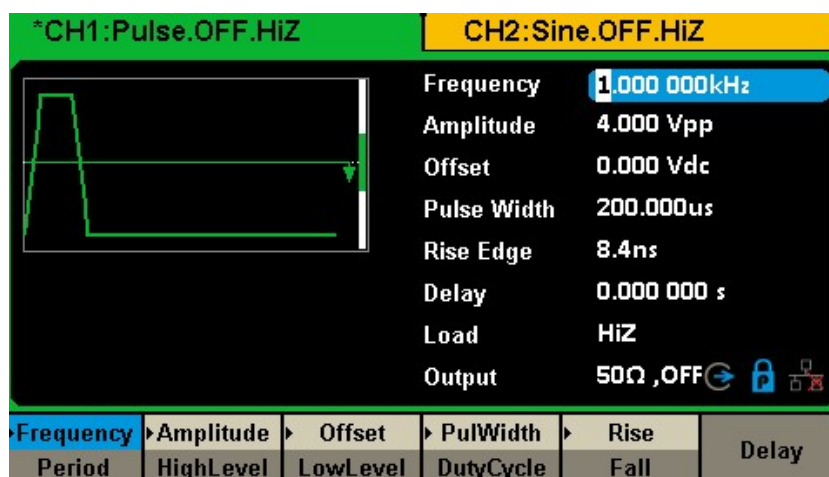 *CH1:Pulse.OFF.HiZ CH2:Sine.OFF.HiZ
Frequency 1.000 000kHz
Amplitude 4.000 Vpp
Offset 0.000 Vdc
Pulse Width 200.000us
Rise Edge 8.4ns
Delay 0.000 000 s
Load HiZ
Output 50Ω ,OFF
Frequency Amplitude Offset PulWidth Rise Delay
Period HighLevel LowLevel DutyCycle Fall